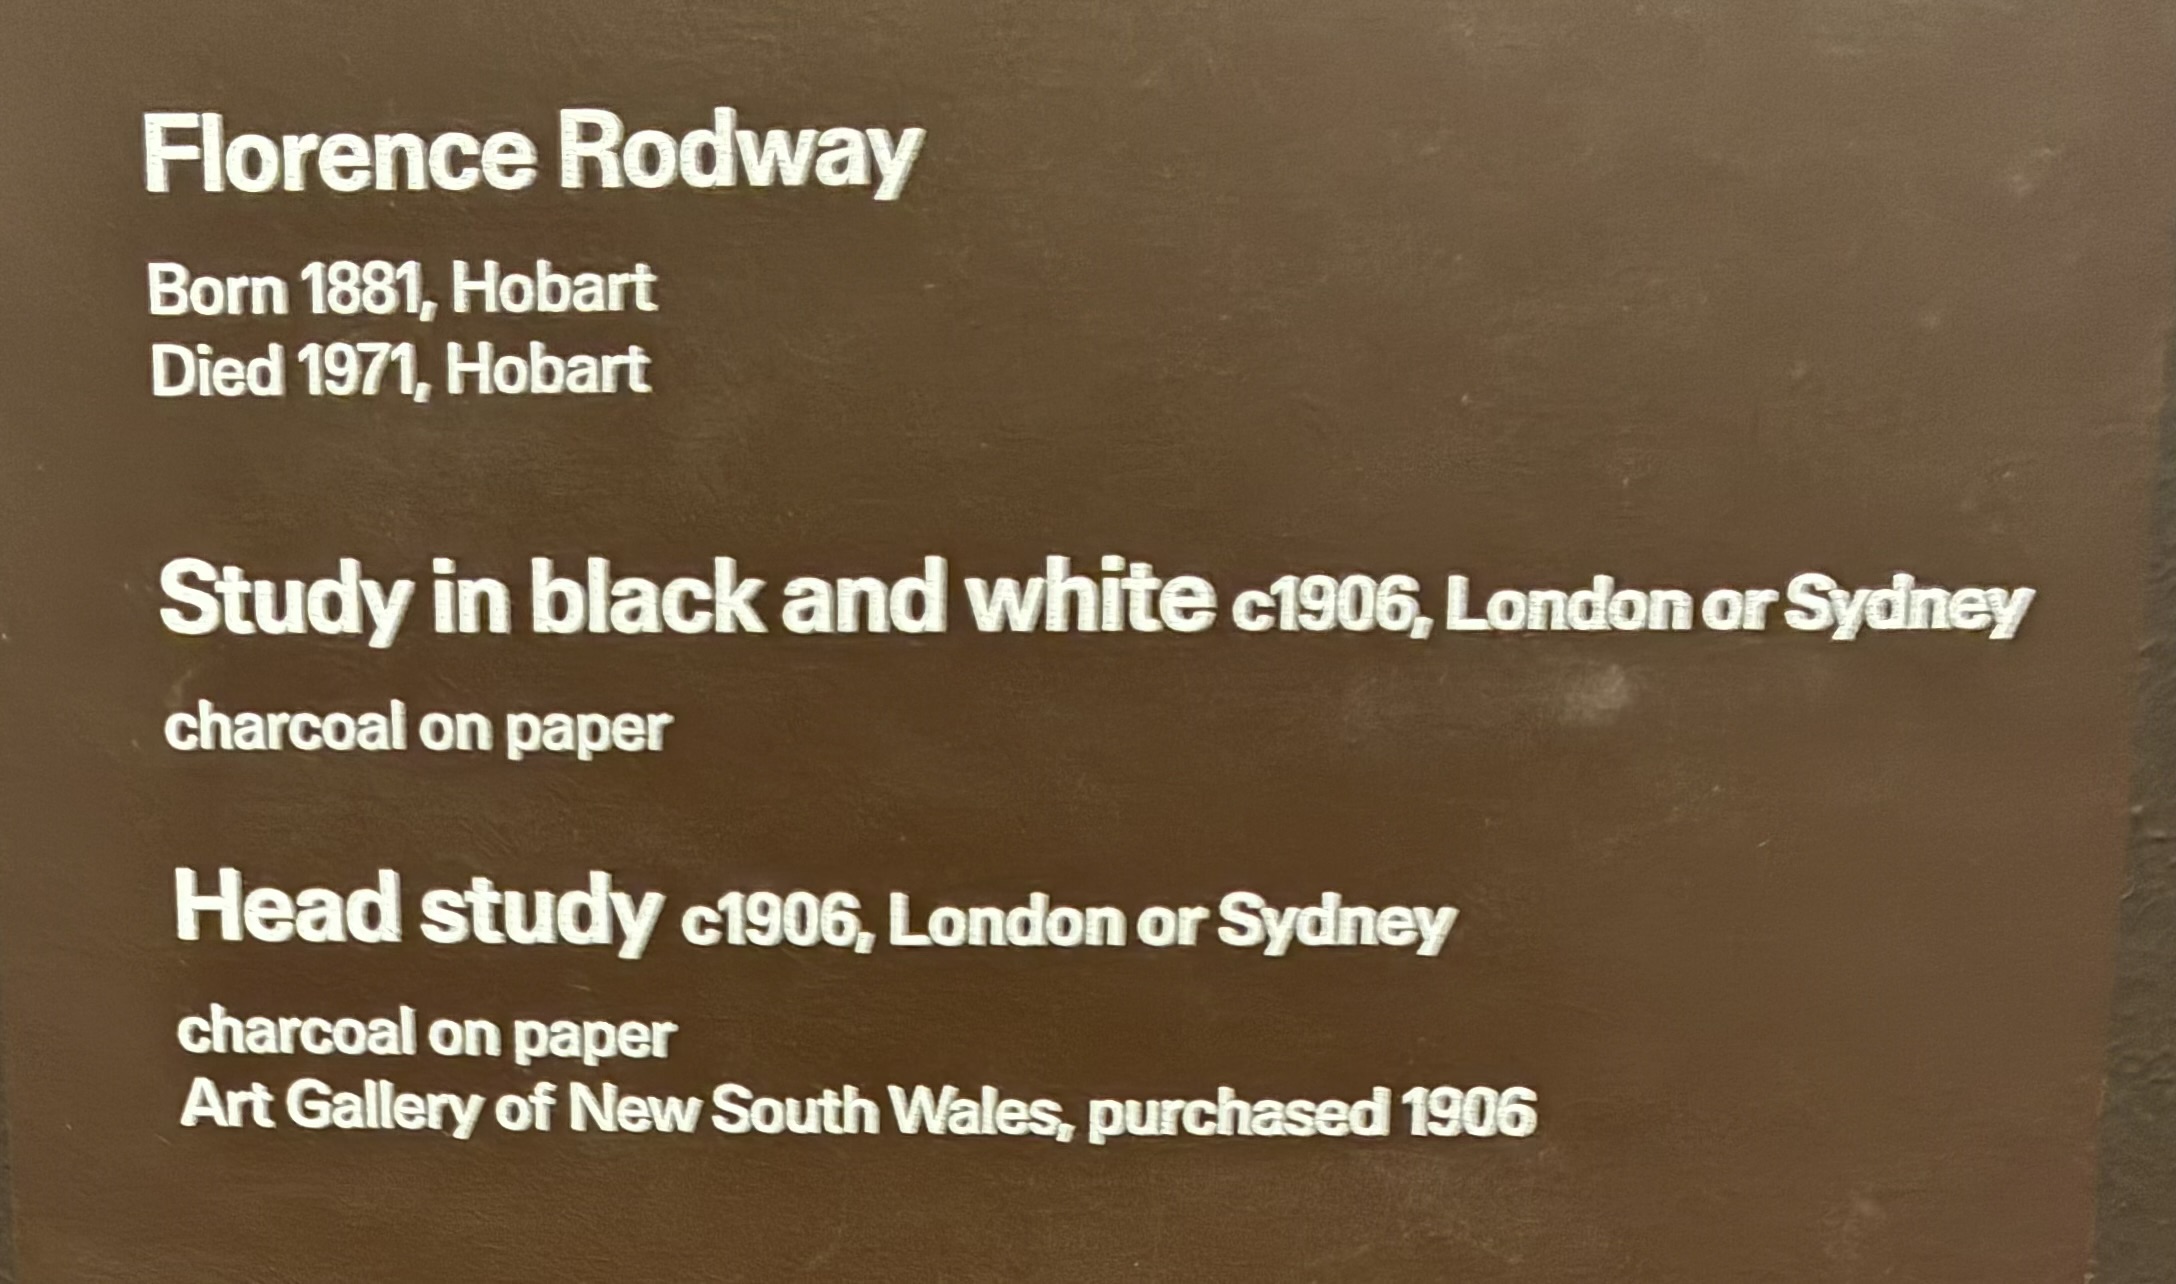 Florence Rodway
Born 1881, Hobart
Died 1971, Hobart
Study in black and white c1906, London or Sydney
charcoal on paper
Head study c1906, London or Sydney
charcoal on paper
Art Gallery of New South Wales, purchased 1906